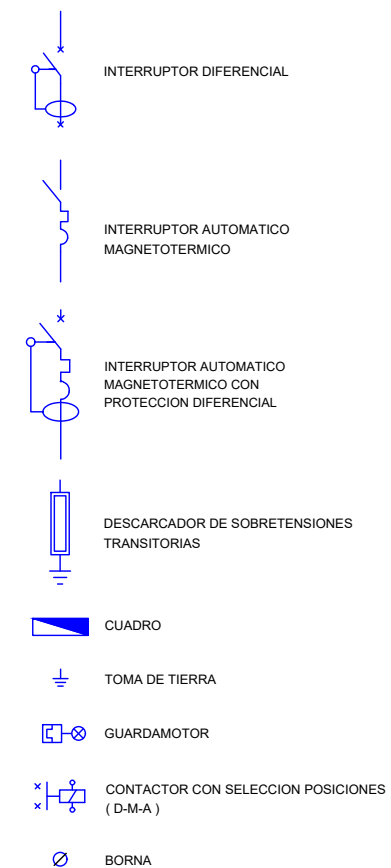 INTERRUPTOR DIFERENCIAL
INTERRUPTOR AUTOMATICO
MAGNETOTERMICO
INTERRUPTOR AUTOMATICO
MAGNETOTERMICO CON
PROTECCION DIFERENCIAL
DESCARCADOR DE SOBRETENSIONES
TRANSITORIAS
CUADRO
TOMA DE TIERRA
GUARDAMOTOR
CONTACTOR CON SELECCION POSICIONES
( D-M-A )
BORNA